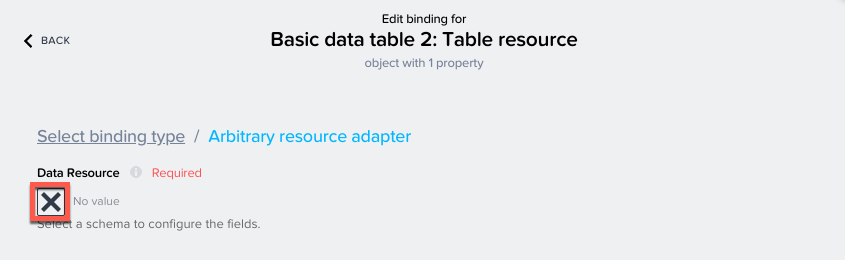 Edit binding for
BACK
Basic data table 2: Table resource
object with 1 property
Select binding type / Arbitrary resource adapter
Data Resource Required
No value
Select a schema to configure the fields.